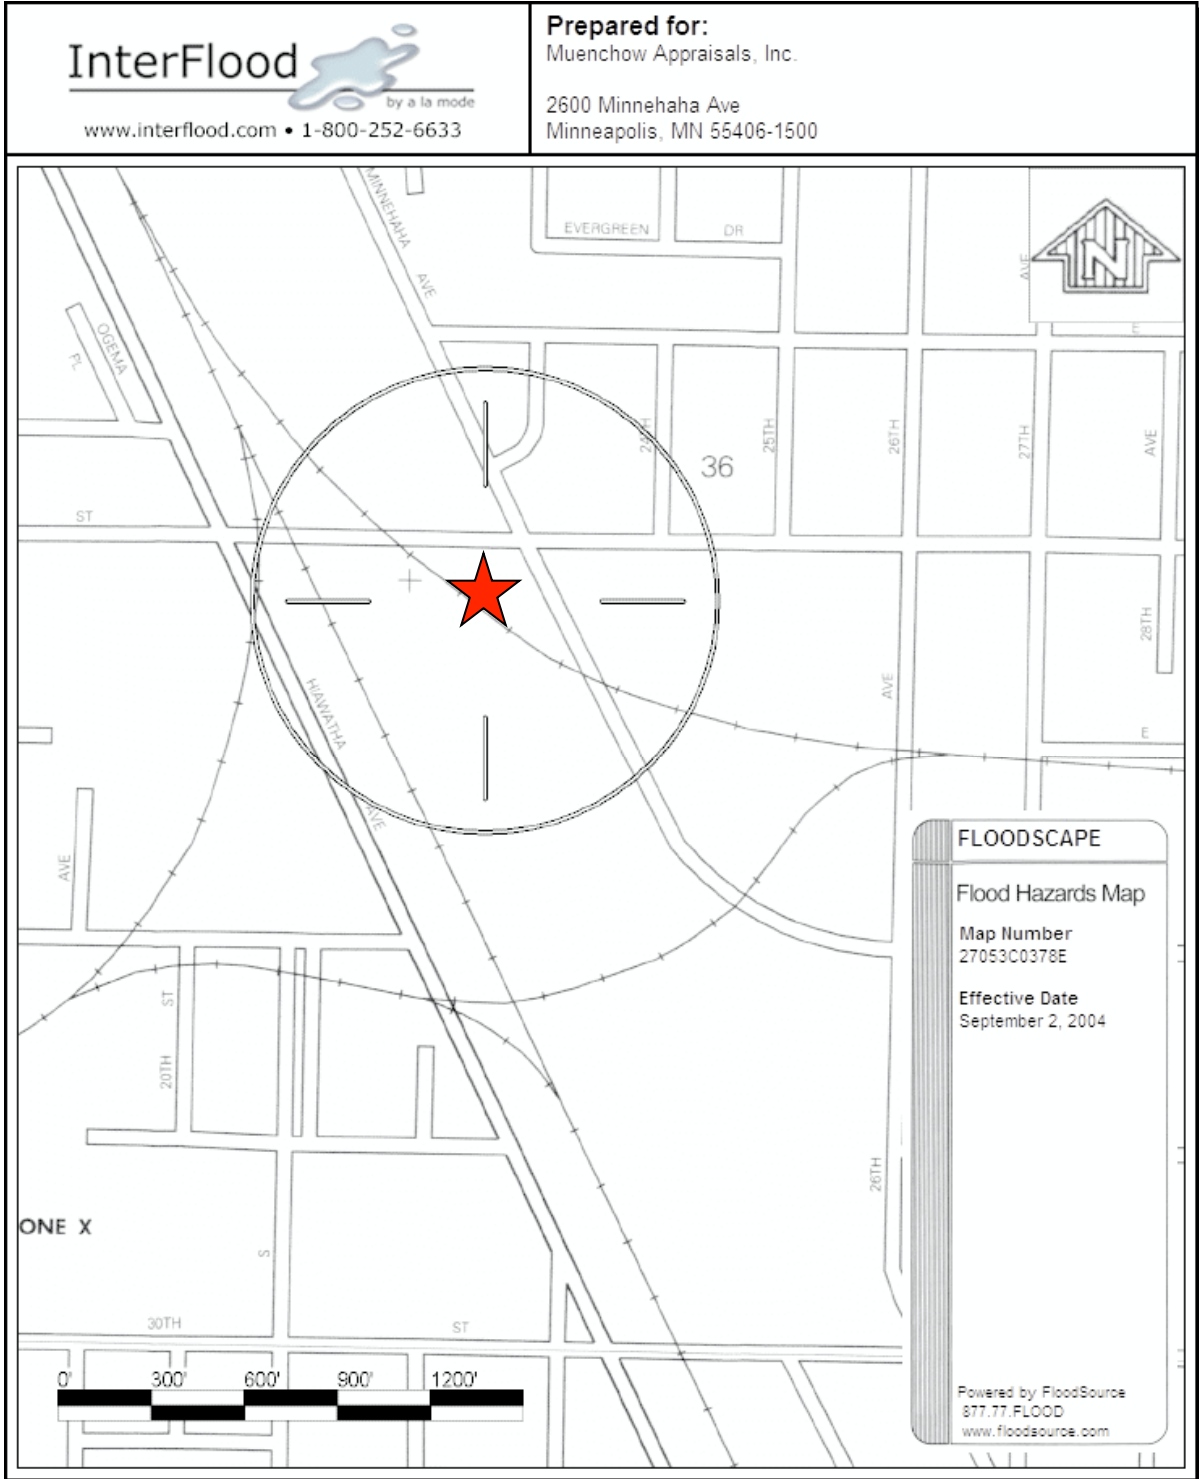 InterFlood
by a la mode
www.interflood.com • 1-800-252-6633
Prepared for:
Muenchow Appraisals, Inc.
2600 Minnehaha Ave
Minneapolis, MN 55406-1500
MINNEHAHA
AVE
EVERGREEN
DR
AVE
N
E
OGEMA
PL
24TH
36
25TH
26TH
27TH
AVE
ST
28TH
HIAWATHA
AVE
AVE
E
AVE
ST
20TH
26TH
ONE X
S
30TH
ST
0' 300' 600' 900' 1200'
FLOODSCAPE
Flood Hazards Map
Map Number
27053C0378E
Effective Date
September 2, 2004
Powered by FloodSource
877.77.FLOOD
www.floodsource.com